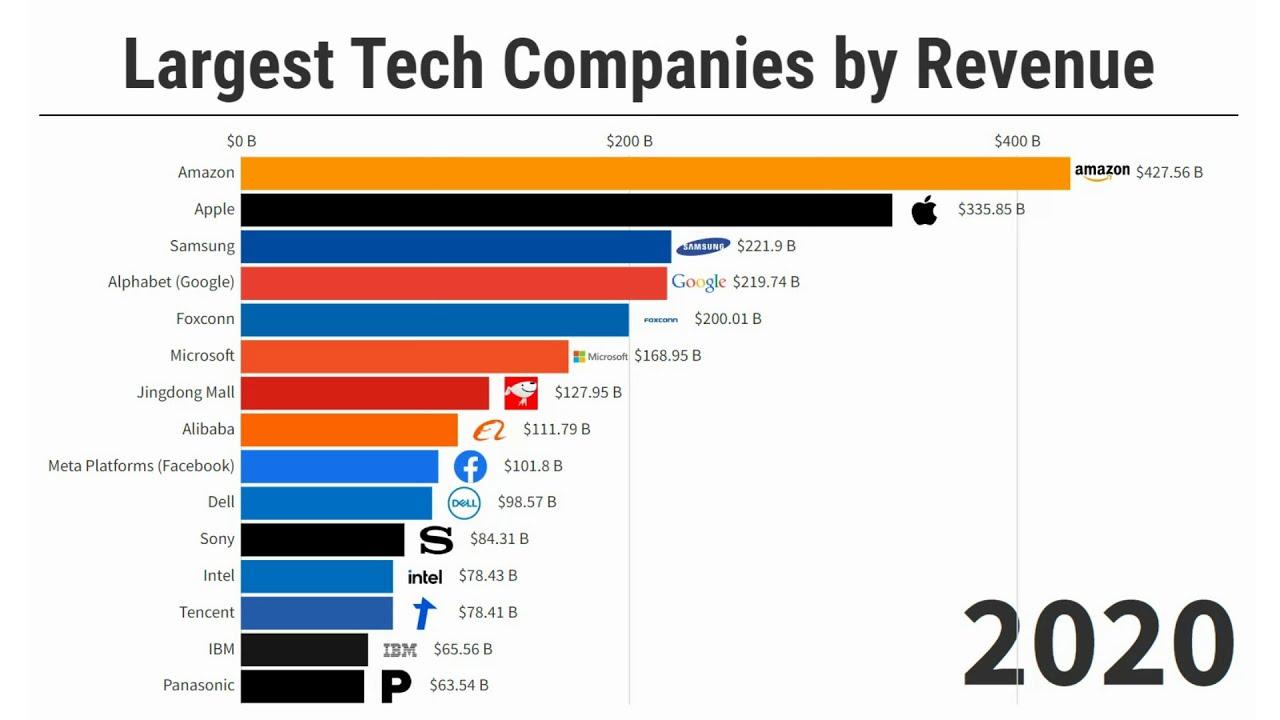 Largest Tech Companies by Revenue
$0 B $200 B $400 B
Amazon amazon $427.56 B
Apple $335.85 B
Samsung SAMSUNG $221.9 B
Alphabet (Google) Google $219.74 B
Foxconn FOXCONN $200.01 B
Microsoft Microsoft $168.95 B
Jingdong Mall $127.95 B
Alibaba $111.79 B
Meta Platforms (Facebook) f $101.8 B
Dell DELL $98.57 B
Sony S $84.31 B
Intel intel $78.43 B
Tencent $78.41 B
IBM IBM $65.56 B
Panasonic P $63.54 B
2020